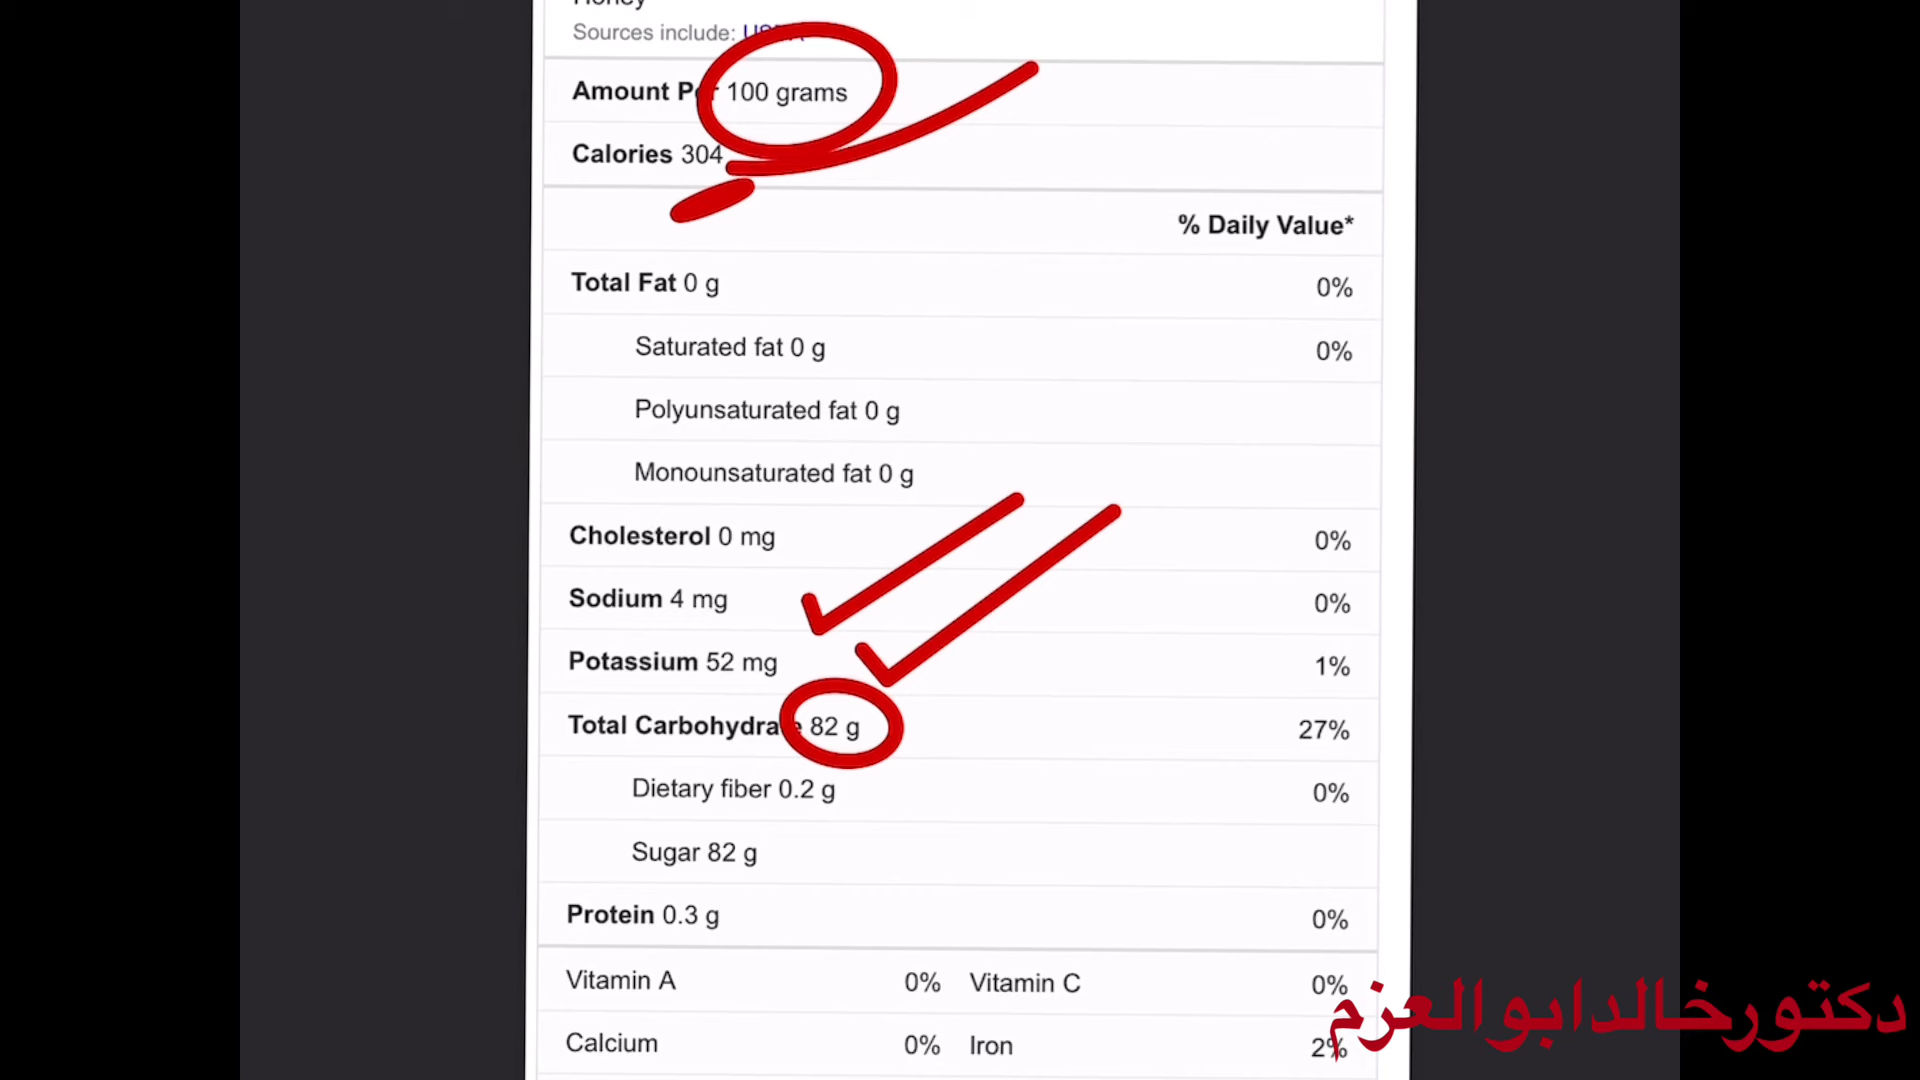 Honey
Sources include: USDA
Amount Per 100 grams
Calories 304
% Daily Value*
Total Fat 0 g 0%
Saturated fat 0 g 0%
Polyunsaturated fat 0 g
Monounsaturated fat 0 g
Cholesterol 0 mg 0%
Sodium 4 mg 0%
Potassium 52 mg 1%
Total Carbohydrate 82 g 27%
Dietary fiber 0.2 g 0%
Sugar 82 g
Protein 0.3 g 0%
Vitamin A 0% Vitamin C 0%
Calcium 0% Iron 2%
دكتورخالدابوالعزم